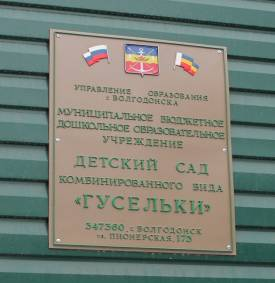 УПРАВЛЕНИЕ ОБРАЗОВАНИЯ
г. ВОЛГОДОНСКА
МУНИЦИПАЛЬНОЕ БЮДЖЕТНОЕ
ДОШКОЛЬНОЕ ОБРАЗОВАТЕЛЬНОЕ
УЧРЕЖДЕНИЕ
ДЕТСКИЙ САД
КОМБИНИРОВАННОГО ВИДА
«ГУСЕЛЬКИ»
347360, г. ВОЛГОДОНСК
ул. ПИОНЕРСКАЯ, 173